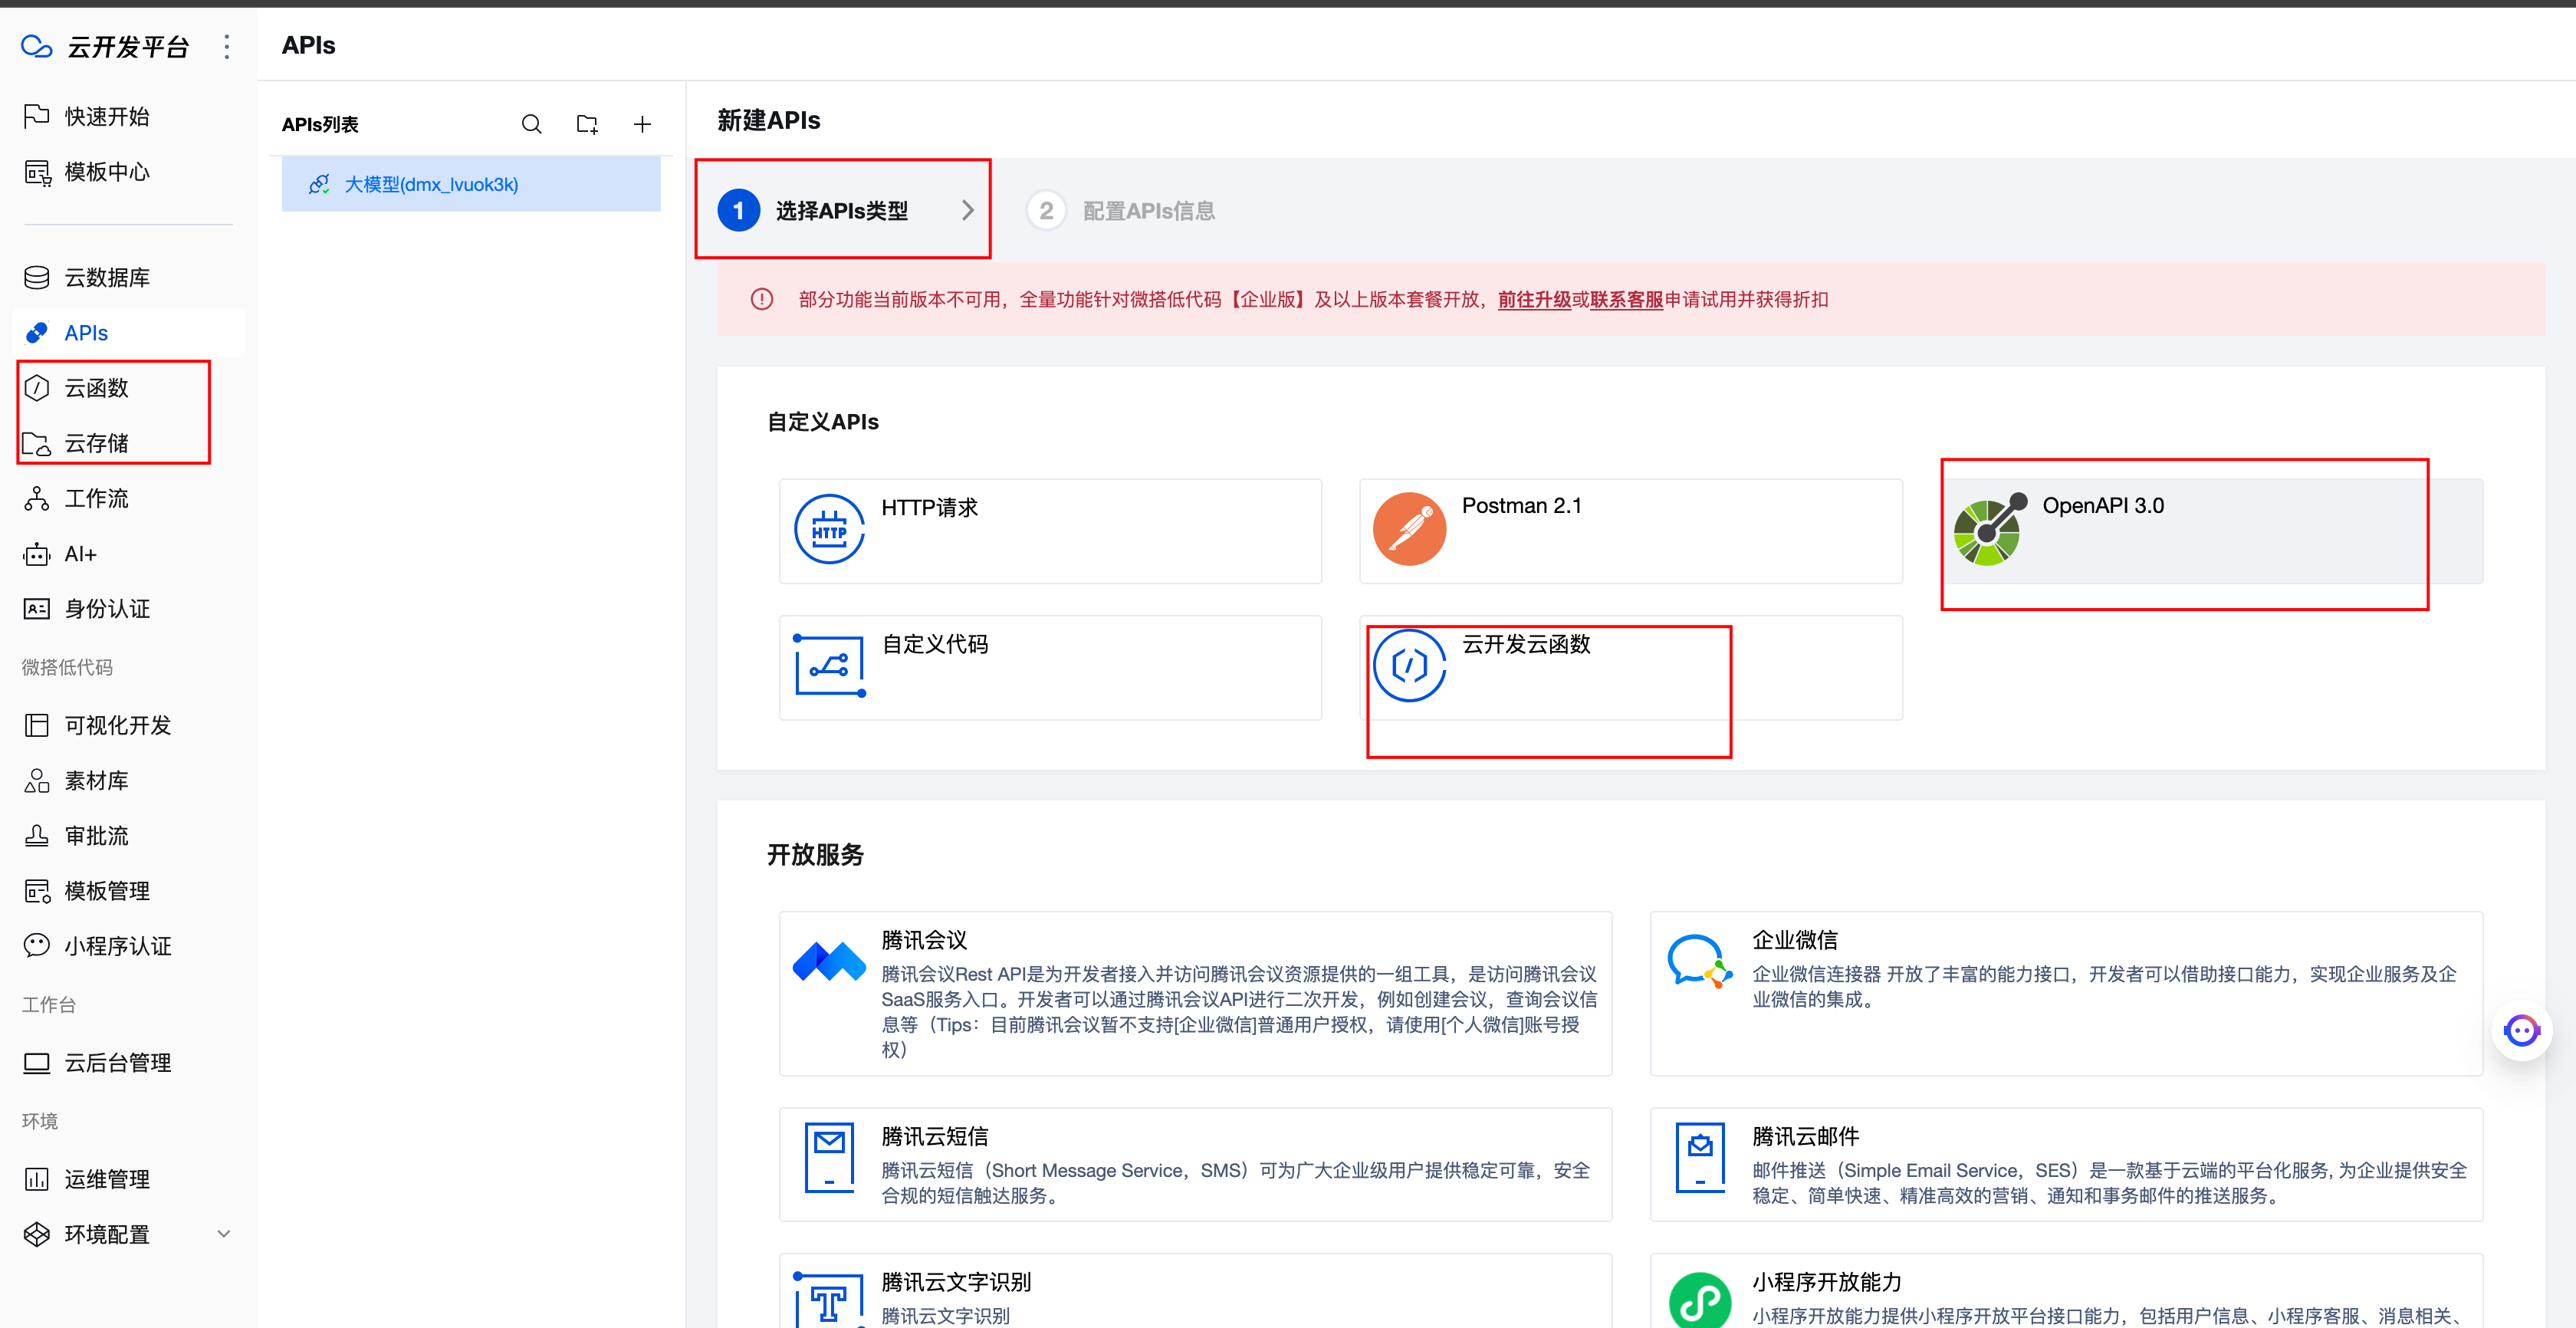 云开发平台
快速开始
模板中心
云数据库
APIs
云函数
云存储
工作流
AI+
身份认证
微搭低代码
可视化开发
素材库
审批流
模板管理
小程序认证
工作台
云后台管理
环境
运维管理
环境配置
APIs
APIs列表
大模型(dmx_lvuok3k)
新建APIs
1 选择APIs类型
2 配置APIs信息
部分功能当前版本不可用，全量功能针对微搭低代码【企业版】及以上版本套餐开放，前往升级或联系客服申请试用并获得折扣
自定义APIs
HTTP
HTTP请求
Postman 2.1
OpenAPI 3.0
自定义代码
云开发云函数
开放服务
腾讯会议
腾讯会议Rest API是为开发者接入并访问腾讯会议资源提供的一组工具，是访问腾讯会议
SaaS服务入口。开发者可以通过腾讯会议API进行二次开发，例如创建会议，查询会议信
息等（Tips：目前腾讯会议暂不支持[企业微信]普通用户授权，请使用[个人微信]账号授
权）
企业微信
企业微信连接器 开放了丰富的能力接口，开发者可以借助接口能力，实现企业服务及企
业微信的集成。
腾讯云短信
腾讯云短信（Short Message Service，SMS）可为广大企业级用户提供稳定可靠，安全
合规的短信触达服务。
腾讯云邮件
邮件推送（Simple Email Service，SES）是一款基于云端的平台化服务, 为企业提供安全
稳定、简单快速、精准高效的营销、通知和事务邮件的推送服务。
腾讯云文字识别
腾讯云文字识别
小程序开放能力
小程序开放能力提供小程序开放平台接口能力，包括用户信息、小程序客服、消息相关、